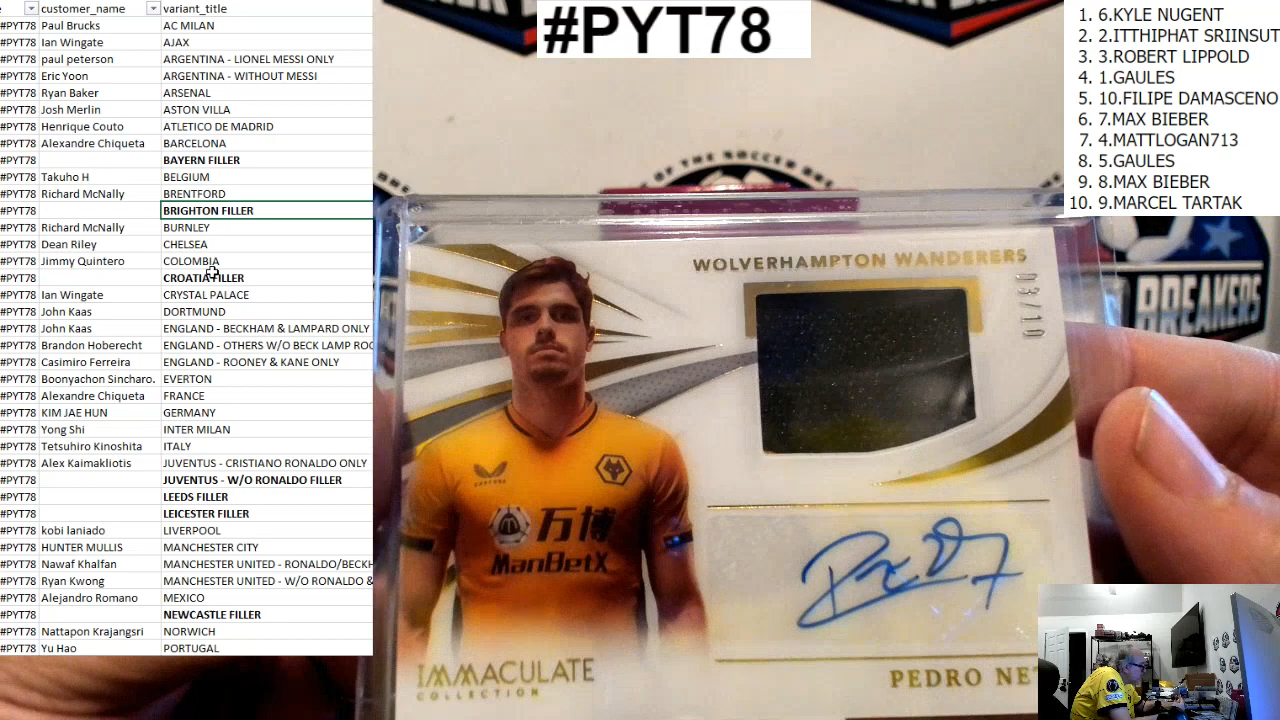 customer_name variant_title
#PYT78 Paul Brucks AC MILAN
#PYT78 Ian Wingate AJAX
#PYT78 paul peterson ARGENTINA - LIONEL MESSI ONLY
#PYT78 Eric Yoon ARGENTINA - WITHOUT MESSI
#PYT78 Ryan Baker ARSENAL
#PYT78 Josh Merlin ASTON VILLA
#PYT78 Henrique Couto ATLETICO DE MADRID
#PYT78 Alexandre Chiqueta BARCELONA
#PYT78 BAYERN FILLER
#PYT78 Takuho H BELGIUM
#PYT78 Richard McNally BRENTFORD
#PYT78 BRIGHTON FILLER
#PYT78 Richard McNally BURNLEY
#PYT78 Dean Riley CHELSEA
#PYT78 Jimmy Quintero COLOMBIA
#PYT78 CROATIA FILLER
#PYT78 Ian Wingate CRYSTAL PALACE
#PYT78 John Kaas DORTMUND
#PYT78 John Kaas ENGLAND - BECKHAM & LAMPARD ONLY
#PYT78 Brandon Hoberecht ENGLAND - OTHERS W/O BECK LAMP ROO
#PYT78 Casimiro Ferreira ENGLAND - ROONEY & KANE ONLY
#PYT78 Boonyachon Sincharo. EVERTON
#PYT78 Alexandre Chiqueta FRANCE
#PYT78 KIM JAE HUN GERMANY
#PYT78 Yong Shi INTER MILAN
#PYT78 Tetsuhiro Kinoshita ITALY
#PYT78 Alex Kaimakliotis JUVENTUS - CRISTIANO RONALDO ONLY
#PYT78 JUVENTUS - W/O RONALDO FILLER
#PYT78 LEEDS FILLER
#PYT78 LEICESTER FILLER
#PYT78 kobi laniado LIVERPOOL
#PYT78 HUNTER MULLIS MANCHESTER CITY
#PYT78 Nawaf Khalfan MANCHESTER UNITED - RONALDO/BECKH
#PYT78 Ryan Kwong MANCHESTER UNITED - W/O RONALDO &
#PYT78 Alejandro Romano MEXICO
#PYT78 NEWCASTLE FILLER
#PYT78 Nattapon Krajangsri NORWICH
#PYT78 Yu Hao PORTUGAL
#PYT78
OF THE SOCCER
BREAKERS
WOLVERHAMPTON WANDERERS
03/10
万博
ManBetX
IMMACULATE
COLLECTION
PEDRO NE
1. 6.KYLE NUGENT
2. 2.ITTHIPHAT SRIINSUT
3. 3.ROBERT LIPPOLD
4. 1.GAULES
5. 10.FILIPE DAMASCENO
6. 7.MAX BIEBER
7. 4.MATTLOGAN713
8. 5.GAULES
9. 8.MAX BIEBER
10. 9.MARCEL TARTAK